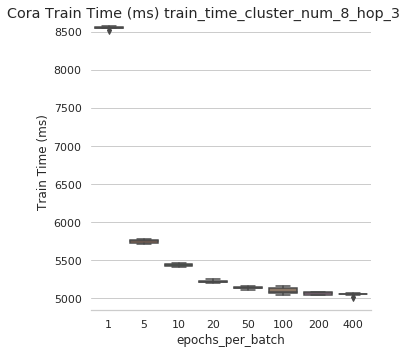 Cora Train Time (ms) train_time_cluster_num_8_hop_3
8500
8000
7500
7000
6500
6000
5500
5000
Train Time (ms)
1 5 10 20 50 100 200 400
epochs_per_batch